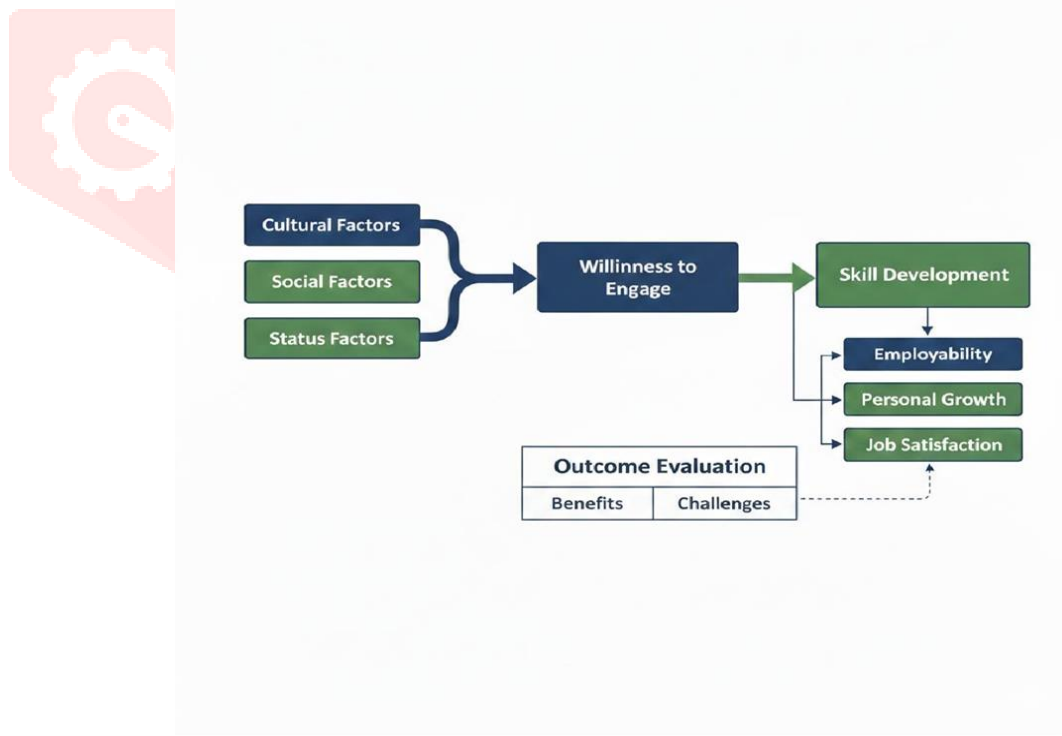 Cultural Factors
Social Factors
Status Factors
Willinness to
Engage
Skill Development
Employability
Personal Growth
Job Satisfaction
Outcome Evaluation
Benefits
Challenges